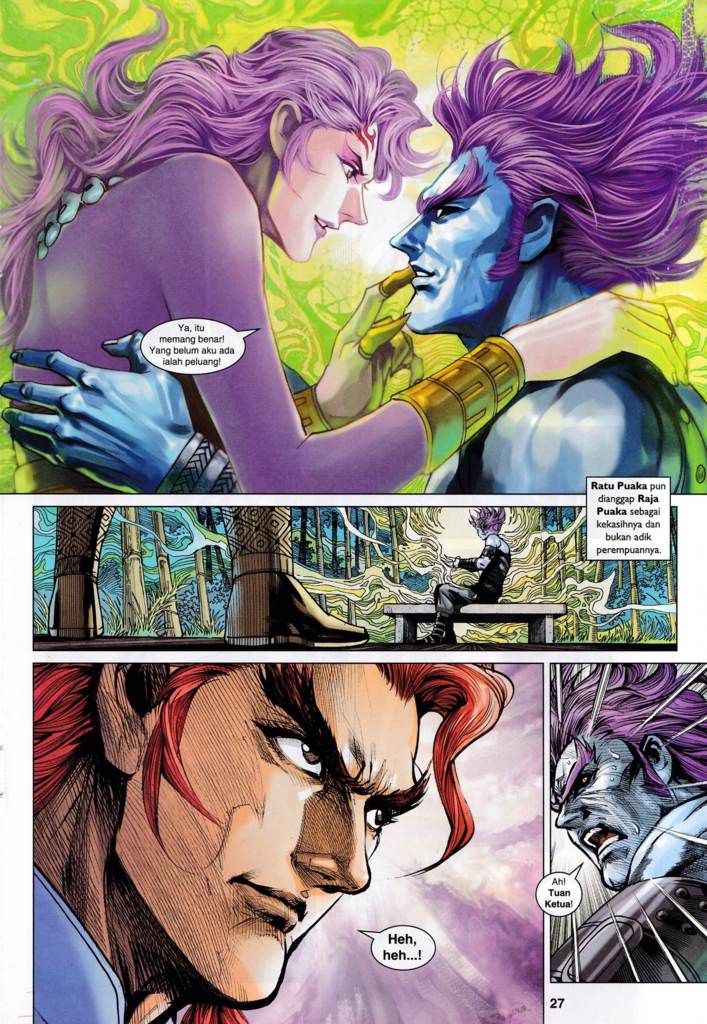 Ya, itu
memang benar!
Yang belum aku ada
ialah peluang!
Ratu Puaka pun
dianggap Raja
Puaka sebagai
kekasihnya dan
bukan adik
perempuannya.
Heh,
heh...!
Ah!
Tuan
Ketua!
27